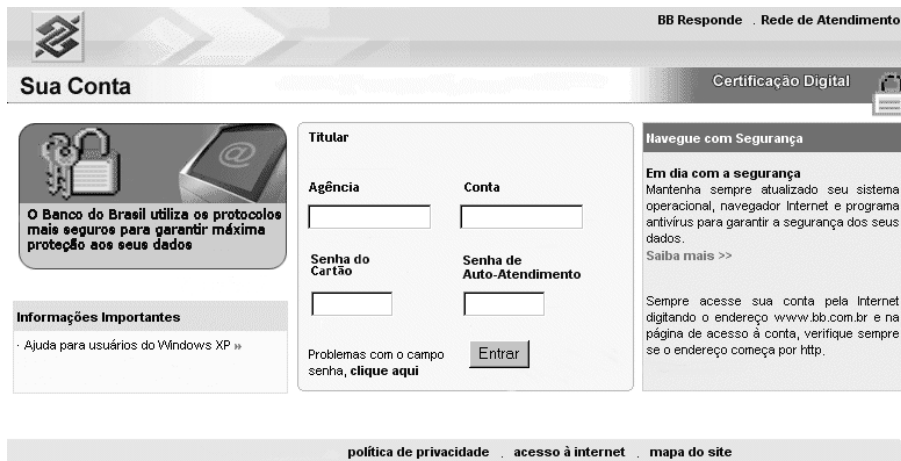 BB Responde . Rede de Atendimento
Sua Conta
Certificação Digital
O Banco do Brasil utiliza os protocolos
mais seguros para garantir máxima
proteção aos seus dados
Informações Importantes
· Ajuda para usuários do Windows XP »
Titular
Agência Conta
Senha do
Cartão
Senha de
Auto-Atendimento
Problemas com o campo
senha, clique aqui
Entrar
Navegue com Segurança
Em dia com a segurança
Mantenha sempre atualizado seu sistema
operacional, navegador Internet e programa
antivírus para garantir a segurança dos seus
dados.
Saiba mais >>
Sempre acesse sua conta pela Internet
digitando o endereço www.bb.com.br e na
página de acesso à conta, verifique sempre
se o endereço começa por http.
política de privacidade . acesso à internet . mapa do site